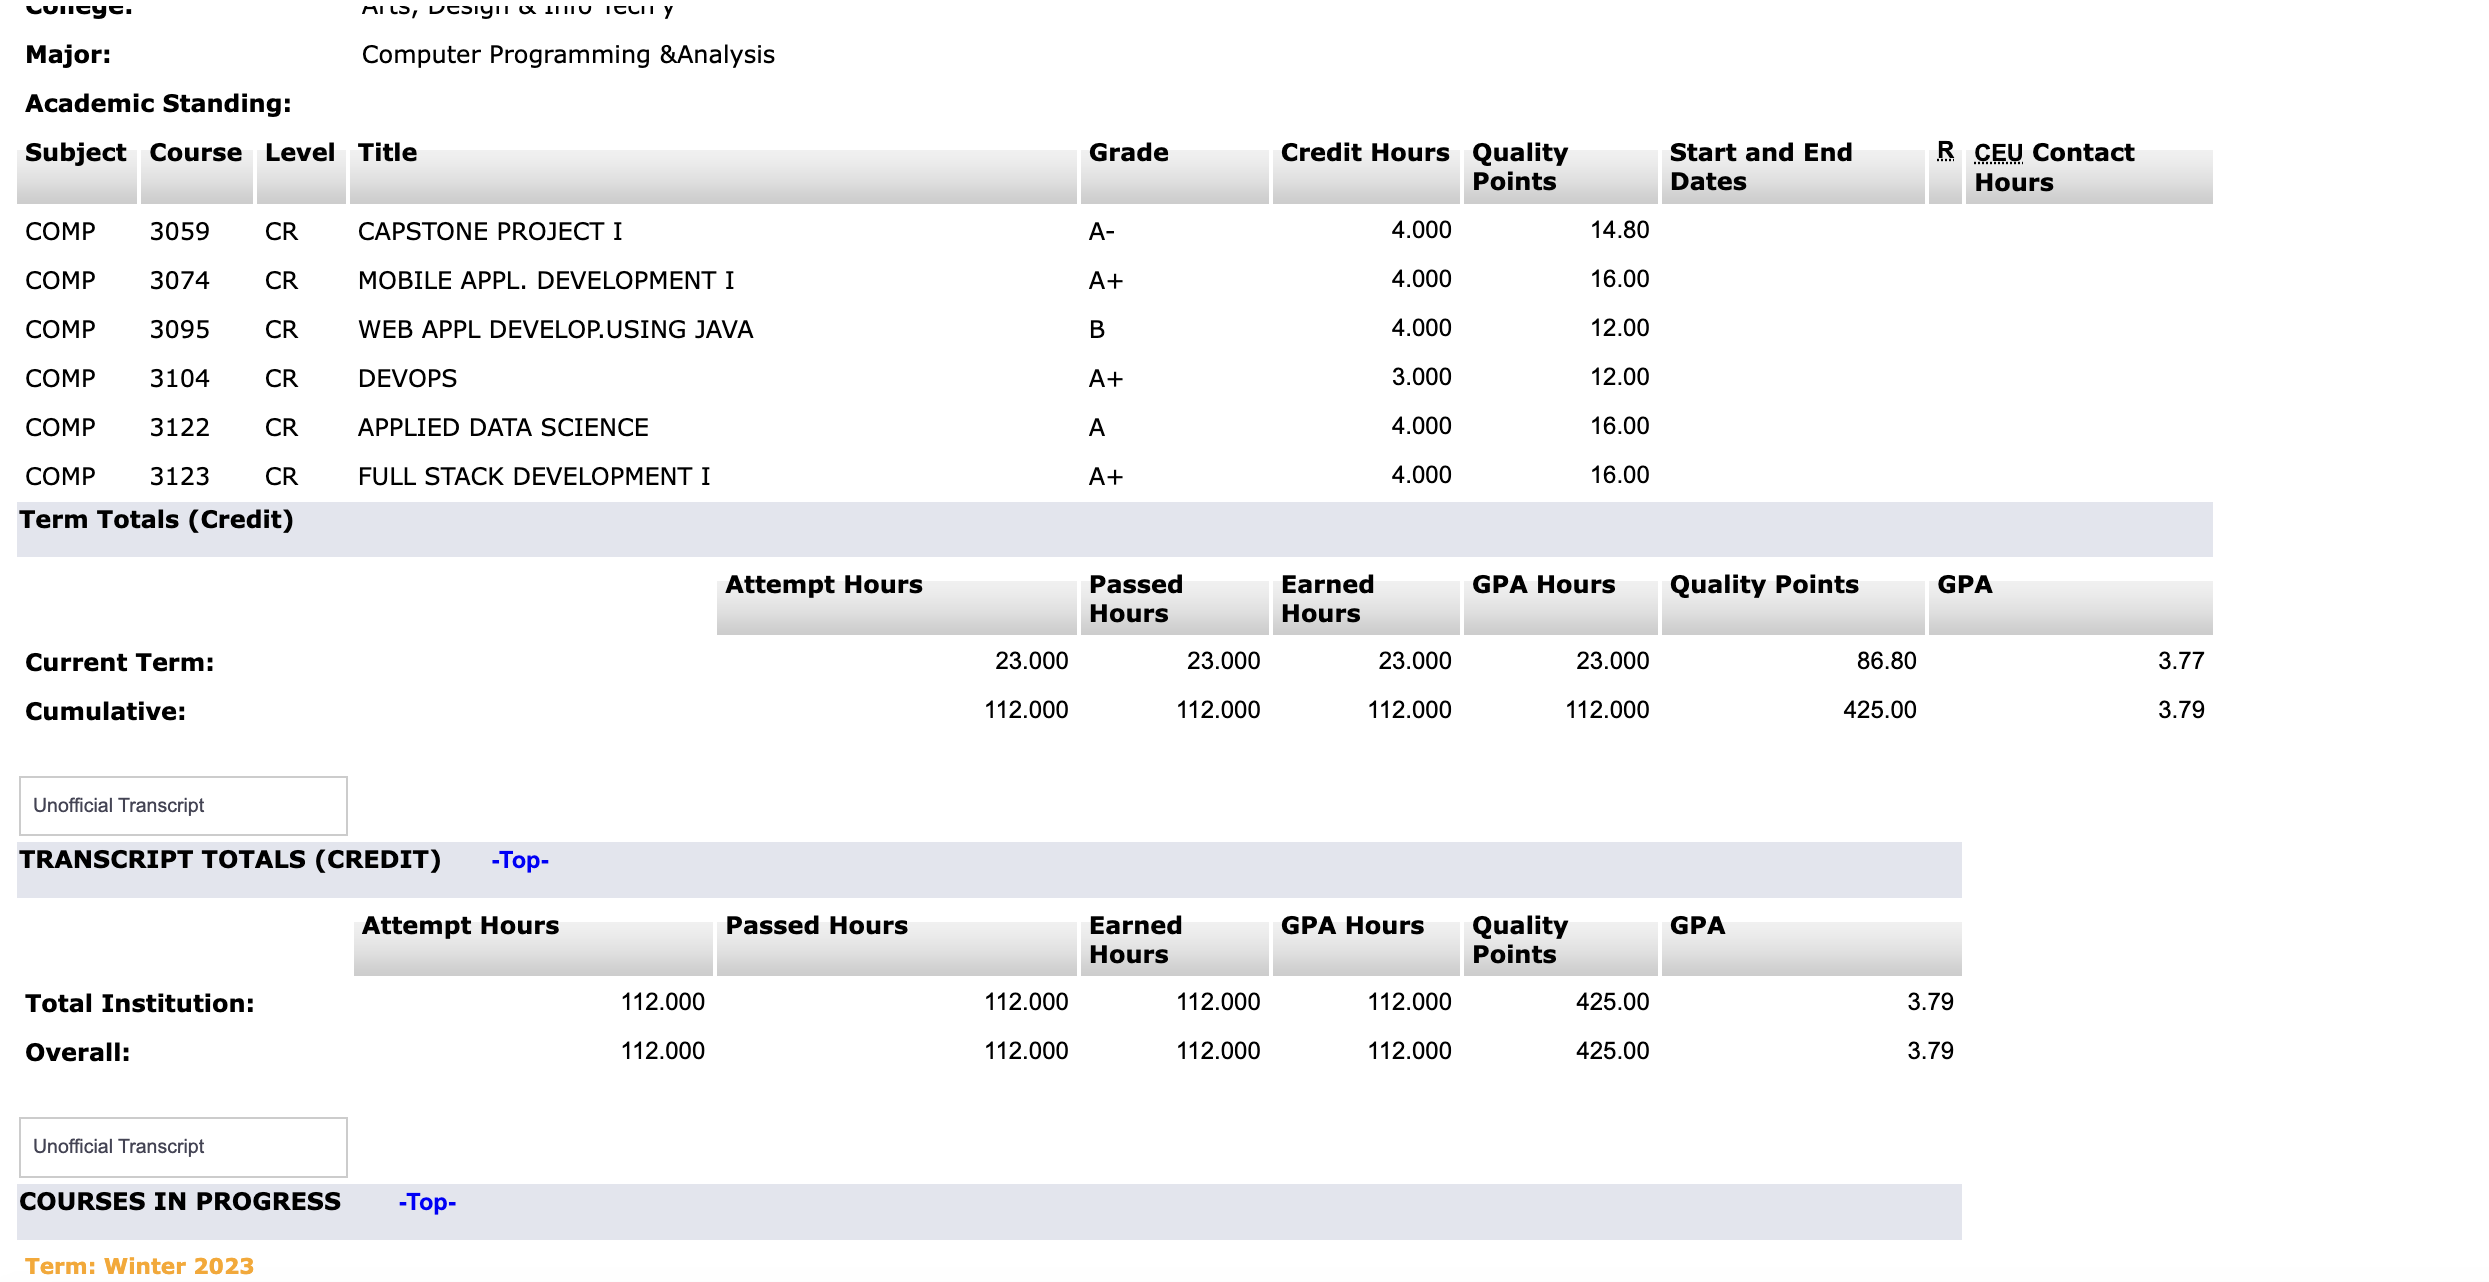 College: Arts, Design & Info Tech'y
Major: Computer Programming &Analysis
Academic Standing:
Subject Course Level Title Grade Credit Hours Quality Points Start and End Dates R CEU Contact Hours
COMP 3059 CR CAPSTONE PROJECT I A- 4.000 14.80
COMP 3074 CR MOBILE APPL. DEVELOPMENT I A+ 4.000 16.00
COMP 3095 CR WEB APPL DEVELOP.USING JAVA B 4.000 12.00
COMP 3104 CR DEVOPS A+ 3.000 12.00
COMP 3122 CR APPLIED DATA SCIENCE A 4.000 16.00
COMP 3123 CR FULL STACK DEVELOPMENT I A+ 4.000 16.00
Term Totals (Credit)
Attempt Hours Passed Hours Earned Hours GPA Hours Quality Points GPA
Current Term: 23.000 23.000 23.000 23.000 86.80 3.77
Cumulative: 112.000 112.000 112.000 112.000 425.00 3.79
Unofficial Transcript
TRANSCRIPT TOTALS (CREDIT) -Top-
Attempt Hours Passed Hours Earned Hours GPA Hours Quality Points GPA
Total Institution: 112.000 112.000 112.000 112.000 425.00 3.79
Overall: 112.000 112.000 112.000 112.000 425.00 3.79
Unofficial Transcript
COURSES IN PROGRESS -Top-
Term: Winter 2023